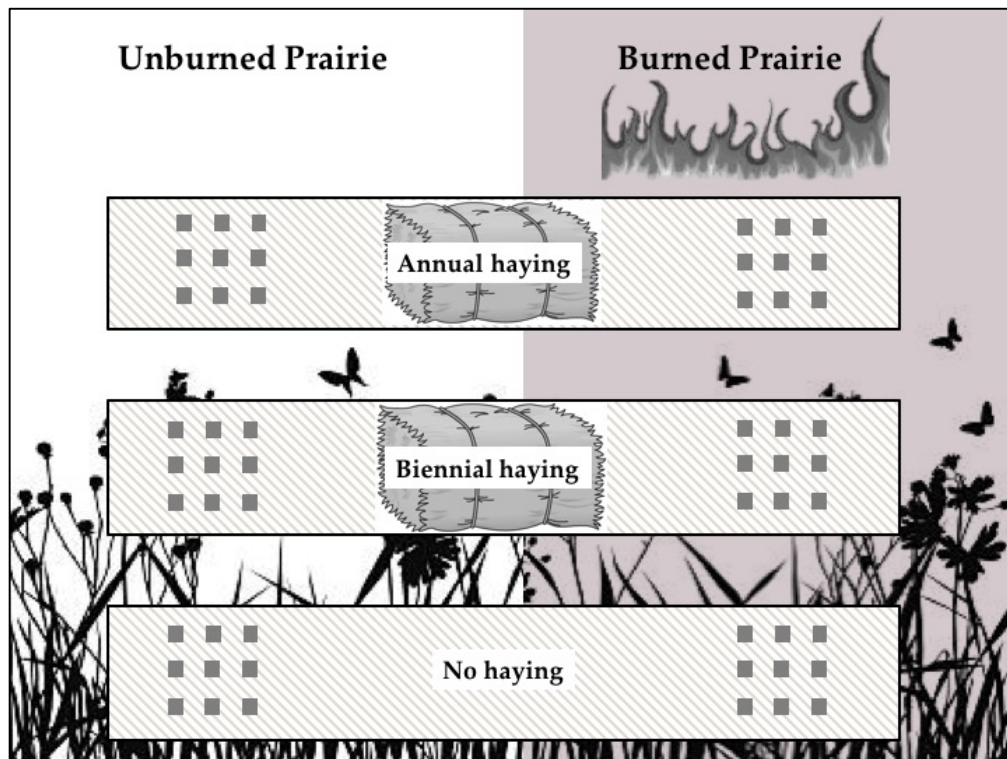 Unburned Prairie
Burned Prairie
Annual haying
Biennial haying
No haying